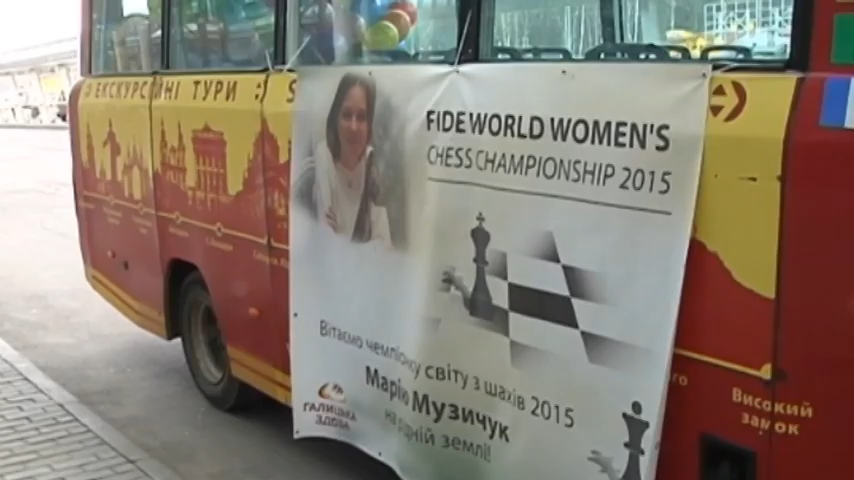 ЕКСКУРСІЙНІ ТУРИ :) S
FIDE WORLD WOMEN'S
CHESS CHAMPIONSHIP 2015
Вітаємо чемпіонку світу з шахів 2015
Марію Музичук
на рідній землі!
ГАЛИЦЬКА
ЗДОБА
Високий
замок